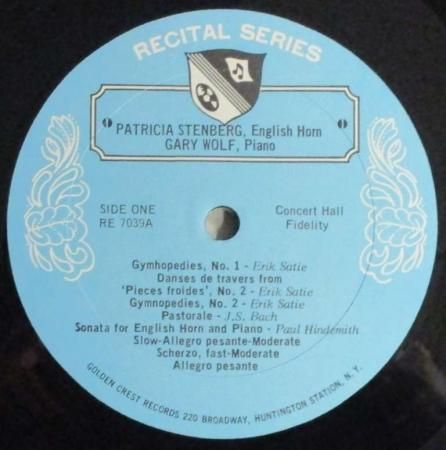 RECITAL SERIES
PATRICIA STENBERG, English Horn
GARY WOLF, Piano
SIDE ONE
RE 7039A
Concert Hall
Fidelity
Gymhopedies, No. 1 - Erik Satie
Danses de travers from
'Pieces froides', No. 2 - Erik Satie
Gymnopedies, No. 2 - Erik Satie
Pastorale - J.S. Bach
Sonata for English Horn and Piano - Paul Hindemith
Slow-Allegro pesante-Moderate
Scherzo, fast-Moderate
Allegro pesante
GOLDEN CREST RECORDS 220 BROADWAY, HUNTINGTON STATION, N. Y.